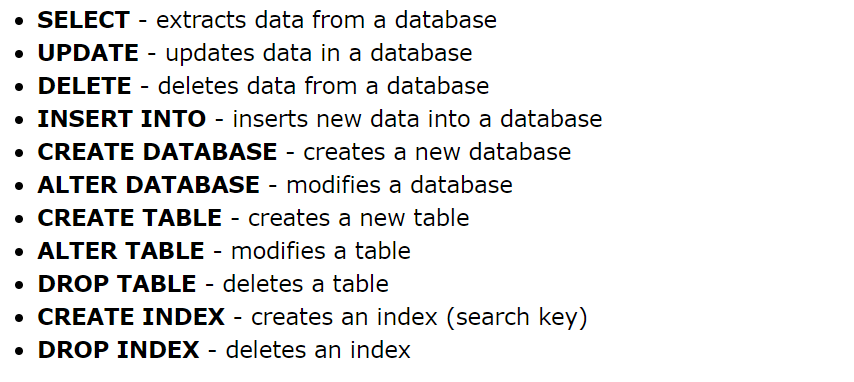 SELECT - extracts data from a database
UPDATE - updates data in a database
DELETE - deletes data from a database
INSERT INTO - inserts new data into a database
CREATE DATABASE - creates a new database
ALTER DATABASE - modifies a database
CREATE TABLE - creates a new table
ALTER TABLE - modifies a table
DROP TABLE - deletes a table
CREATE INDEX - creates an index (search key)
DROP INDEX - deletes an index